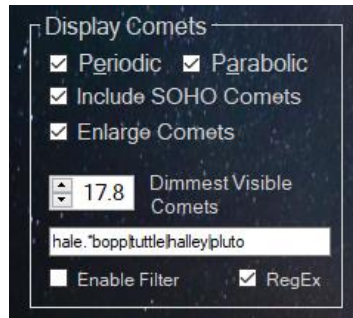 Display Comets
Periodic Parabolic
Include SOHO Comets
Enlarge Comets
17.8 Dimmest Visible
Comets
hale.*bopp|tuttle|halley|pluto
Enable Filter RegEx